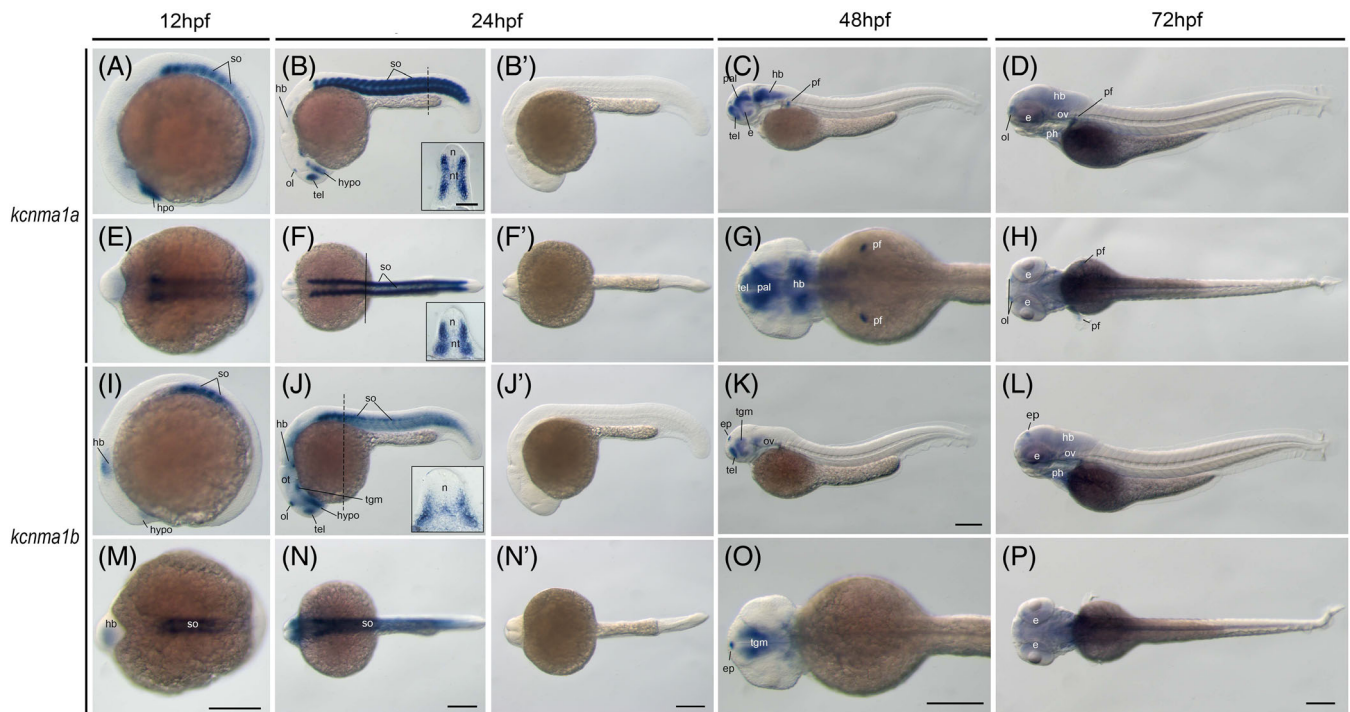 12hpf
24hpf
48hpf
72hpf
kcnma1a
(A)
so
hpo
(B)
so
hb
ol
tel
hypo
n
nt
(B’)
(C)
pal
hb
pf
tel
e
(D)
hb
pf
ov
e
ol
ph
(E)
(F)
so
n
nt
(F’)
(G)
pf
tel
pal
hb
pf
(H)
pf
e
e
ol
pf
kcnma1b
(I)
so
hb
hypo
(J)
so
hb
ot
tgm
ol
hypo
tel
n
(J’)
(K)
tgm
ep
ov
tel
(L)
ep
hb
ov
e
ph
(M)
hb
so
(N)
so
(N’)
(O)
tgm
ep
(P)
e
e